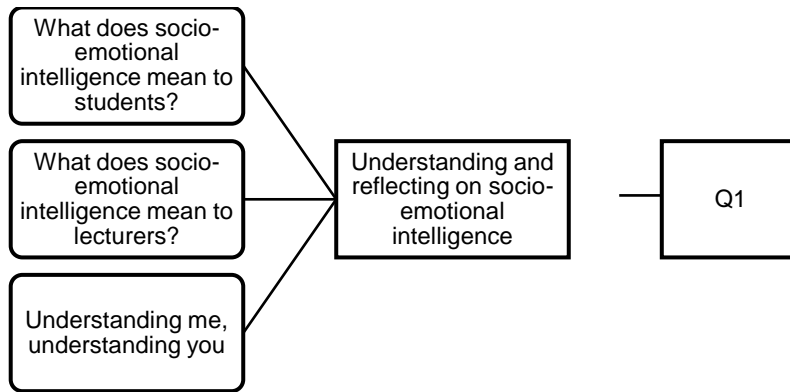 What does socio-
emotional
intelligence mean to
students?
What does socio-
emotional
intelligence mean to
lecturers?
Understanding me,
understanding you
Understanding and
reflecting on socio-
emotional
intelligence
Q1